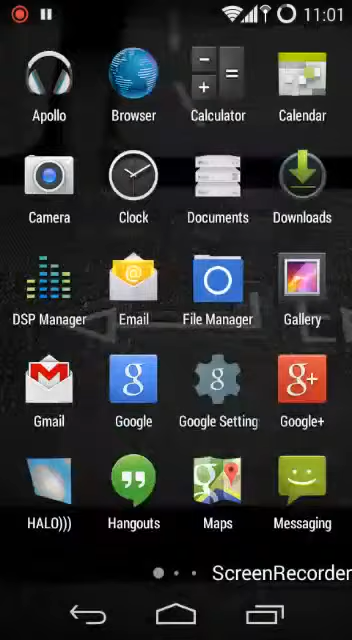 11:01
Apollo Browser Calculator Calendar
Camera Clock Documents Downloads
DSP Manager Email File Manager Gallery
Gmail Google Google Setting Google+
HALO))) Hangouts Maps Messaging
ScreenRecorder